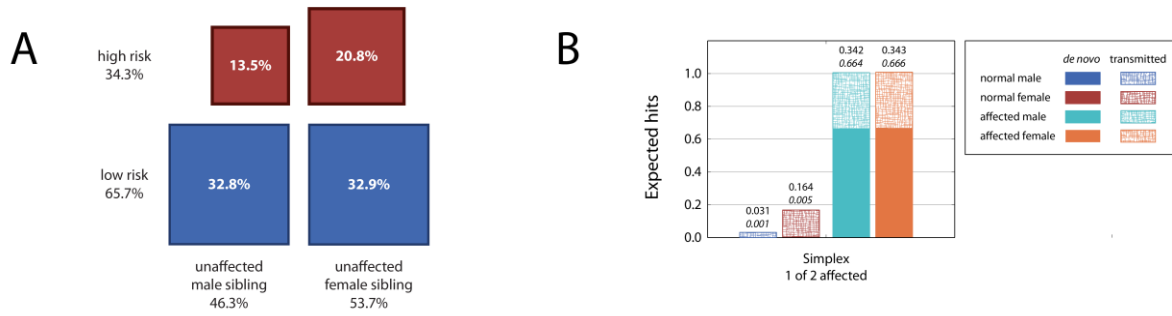 A
high risk
34.3%
13.5%
20.8%
low risk
65.7%
32.8%
32.9%
unaffected
male sibling
46.3%
unaffected
female sibling
53.7%
B
Expected hits
1.0
0.8
0.6
0.4
0.2
0.0
0.031
0.001
0.164
0.005
0.342
0.664
0.343
0.666
Simplex
1 of 2 affected
de novo transmitted
normal male
normal female
affected male
affected female